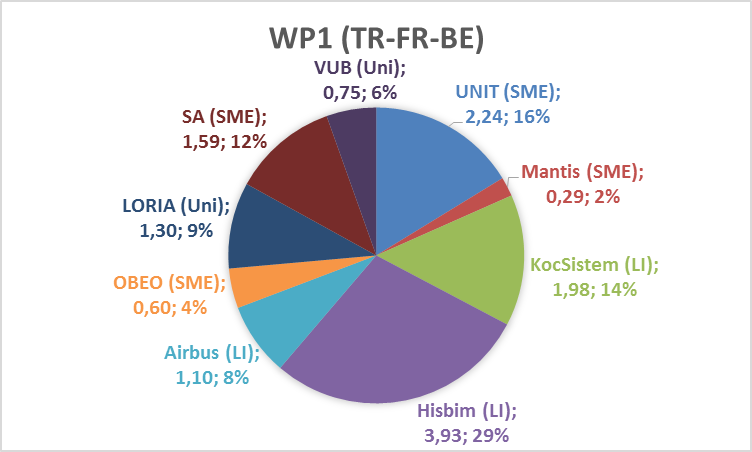 WP1 (TR-FR-BE)
VUB (Uni);
0,75; 6%
UNIT (SME);
2,24; 16%
SA (SME);
1,59; 12%
Mantis (SME);
0,29; 2%
LORIA (Uni);
1,30; 9%
KocSistem (LI);
1,98; 14%
OBEO (SME);
0,60; 4%
Airbus (LI);
1,10; 8%
Hisbim (LI);
3,93; 29%